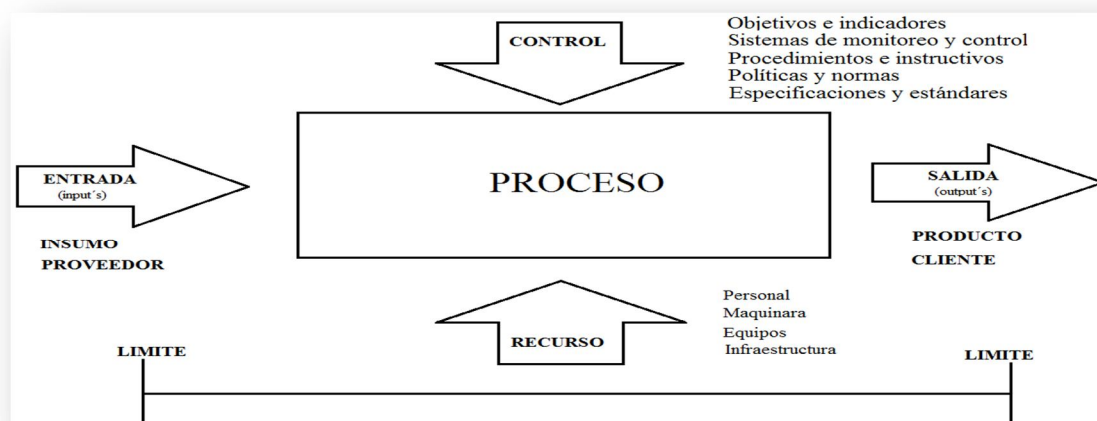 CONTROL
Objetivos e indicadores
Sistemas de monitoreo y control
Procedimientos e instructivos
Políticas y normas
Especificaciones y estándares
ENTRADA
(input´s)
INSUMO
PROVEEDOR
PROCESO
SALIDA
(output´s)
PRODUCTO
CLIENTE
RECURSO
Personal
Maquinara
Equipos
Infraestructura
LIMITE
LIMITE